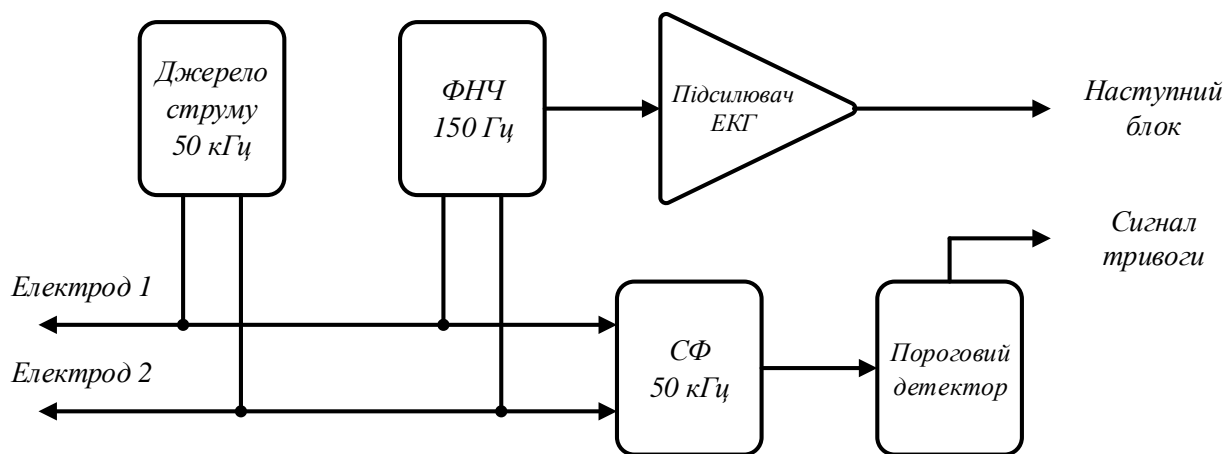 Джерело
струму
50 кГц
ФНЧ
150 Гц
Підсилювач
ЕКГ
Наступний
блок
Сигнал
тривоги
Електрод 1
Електрод 2
СФ
50 кГц
Пороговий
детектор